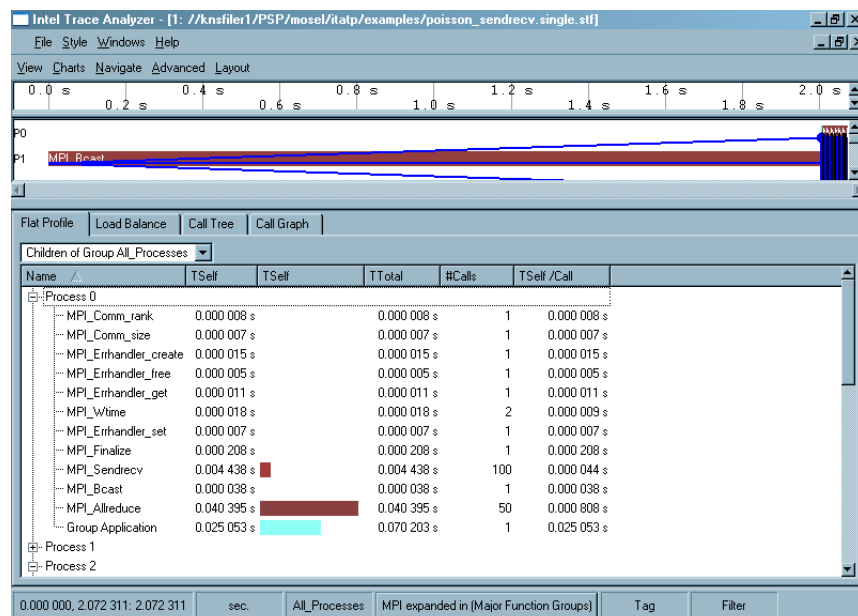 Intel Trace Analyzer - [1: //knsfiler1/PSP/mosel/itatp/examples/poisson_sendrecv.single.stf]
File Style Windows Help
View Charts Navigate Advanced Layout
0.0 s 0.4 s 0.8 s 1.2 s 1.6 s 2.0 s
0.2 s 0.6 s 1.0 s 1.4 s 1.8 s
P0
P1 MPI_Bcast
Flat Profile Load Balance Call Tree Call Graph
Children of Group All_Processes
Name TSelf TSelf TTotal #Calls TSelf /Call
Process 0
MPI_Comm_rank 0.000 008 s 0.000 008 s 1 0.000 008 s
MPI_Comm_size 0.000 007 s 0.000 007 s 1 0.000 007 s
MPI_Errhandler_create 0.000 015 s 0.000 015 s 1 0.000 015 s
MPI_Errhandler_free 0.000 005 s 0.000 005 s 1 0.000 005 s
MPI_Errhandler_get 0.000 011 s 0.000 011 s 1 0.000 011 s
MPI_Wtime 0.000 018 s 0.000 018 s 2 0.000 009 s
MPI_Errhandler_set 0.000 007 s 0.000 007 s 1 0.000 007 s
MPI_Finalize 0.000 208 s 0.000 208 s 1 0.000 208 s
MPI_Sendrecv 0.004 438 s 0.004 438 s 100 0.000 044 s
MPI_Bcast 0.000 038 s 0.000 038 s 1 0.000 038 s
MPI_Allreduce 0.040 395 s 0.040 395 s 50 0.000 808 s
Group Application 0.025 053 s 0.070 203 s 1 0.025 053 s
Process 1
Process 2
0.000 000, 2.072 311: 2.072 311 sec. All_Processes MPI expanded in (Major Function Groups) Tag Filter